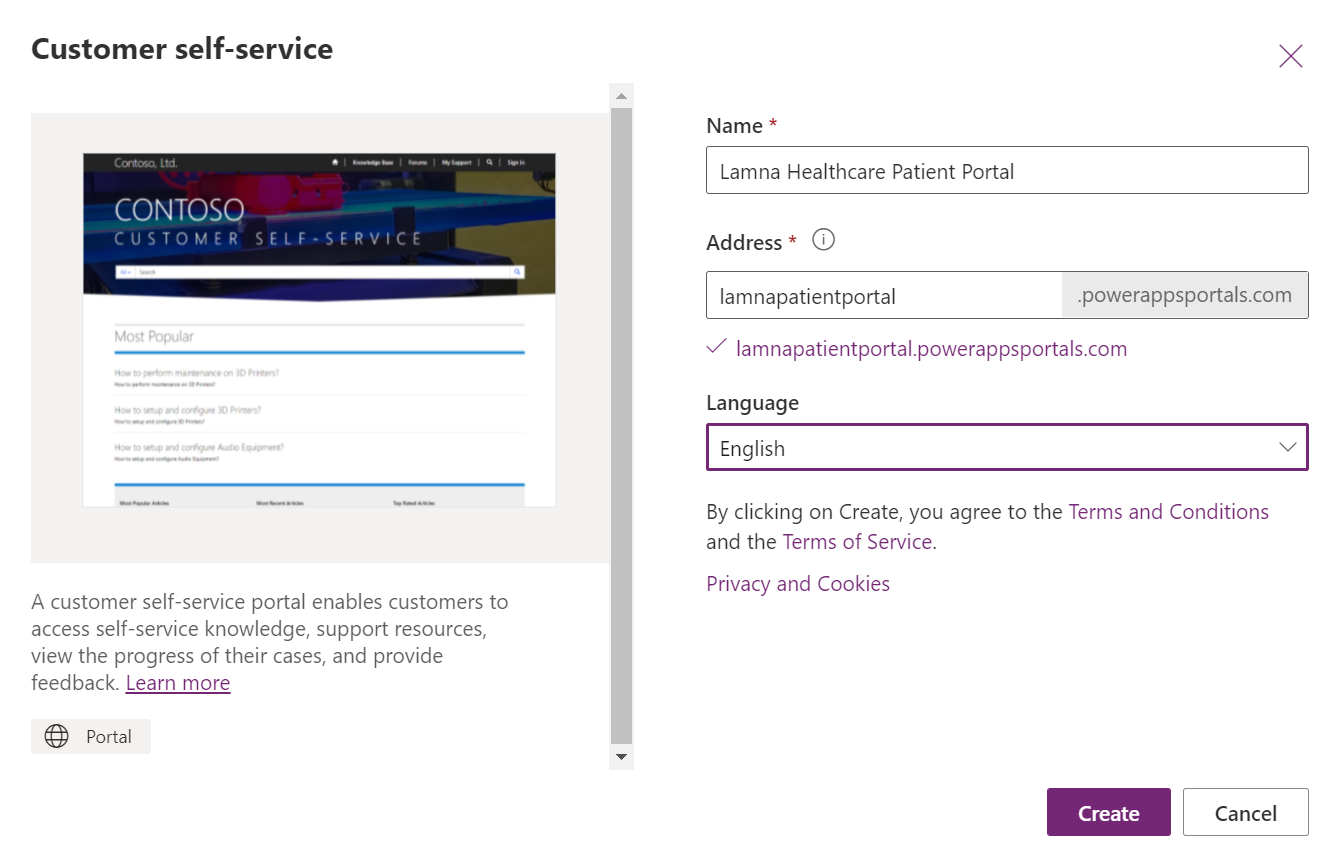 Customer self-service
Contoso, Ltd.
Knowledge Base | Forums | My Support | Sign in
CONTOSO
CUSTOMER SELF-SERVICE
All
Search
Most Popular
How to perform maintenance on 3D Printers?
How to perform maintenance on 3D Printers?
How to setup and configure 3D Printers?
How to setup and configure 3D Printers?
How to setup and configure Audio Equipment?
How to setup and configure Audio Equipment?
Most Popular Articles
Most Recent Articles
Top Rated Articles
A customer self-service portal enables customers to
access self-service knowledge, support resources,
view the progress of their cases, and provide
feedback. Learn more
Portal
Name *
Lamna Healthcare Patient Portal
Address *
lamnapatientportal
.powerappsportals.com
lamnapatientportal.powerappsportals.com
Language
English
By clicking on Create, you agree to the Terms and Conditions
and the Terms of Service.
Privacy and Cookies
Create
Cancel